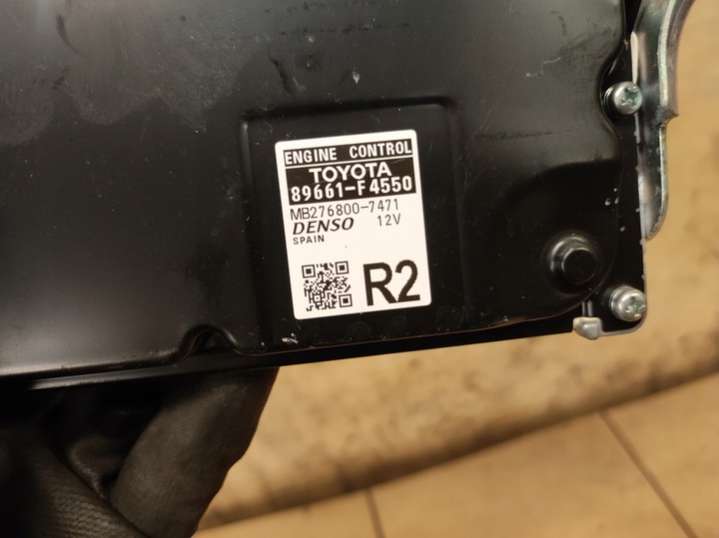 ENGINE CONTROL
TOYOTA
89661-F4550
MB276800-7471
DENSO 12V
SPAIN
R2